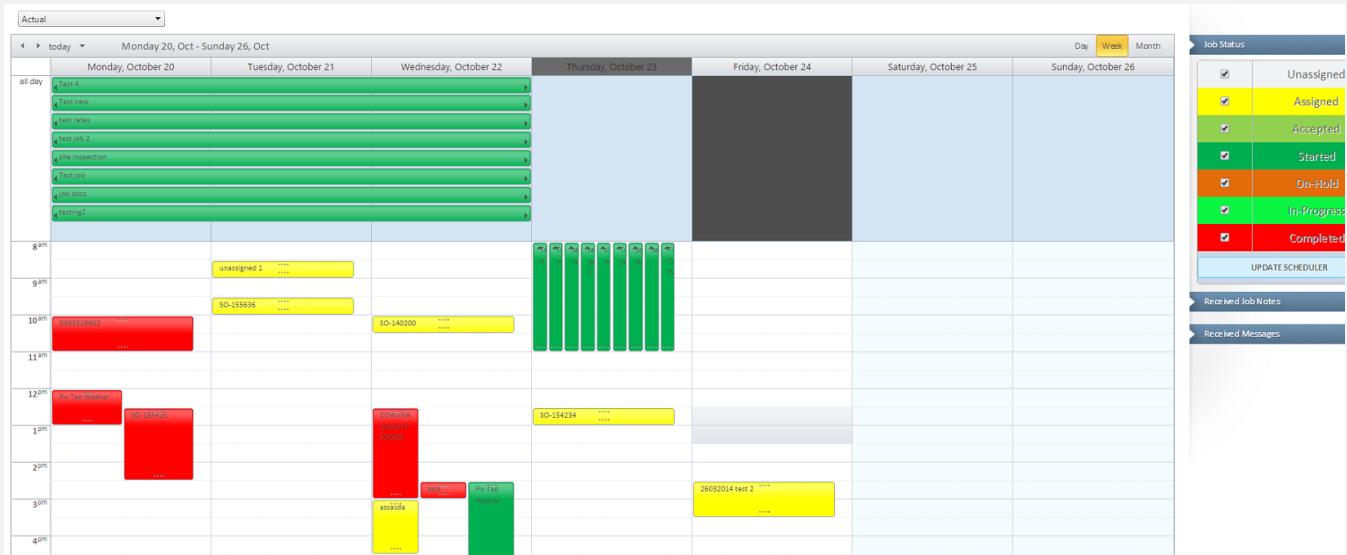 Actual
today
Monday 20, Oct - Sunday 26, Oct
Day Week Month
Monday, October 20
Tuesday, October 21
Wednesday, October 22
Thursday, October 23
Friday, October 24
Saturday, October 25
Sunday, October 26
all day
Test 4
Test new
test rates
test job 2
site inspection
Test job
job docs
testing2
8am
9am
10am
11am
12pm
1pm
2pm
3pm
4pm
unassigned 1
SO-155636
SO-140200
Fix Tap Washer
SO-155425
SO-154234
test
Fix Tap
Washer
assasda
26032014 test 2
Job Status
Unassigned
Assigned
Accepted
Started
On-Hold
In-Progress
Completed
UPDATE SCHEDULER
Received Job Notes
Received Messages